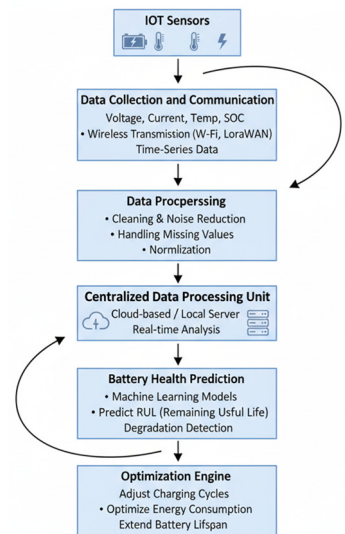 IOT Sensors
Data Collection and Communication
Voltage, Current, Temp, SOC
• Wireless Transmission (W-Fi, LoraWAN)
Time-Series Data
Data Procperssing
• Cleaning & Noise Reduction
• Handling Missing Values
• Normlization
Centralized Data Processing Unit
Cloud-based / Local Server
Real-time Analysis
Battery Health Prediction
• Machine Learning Models
• Predict RUL (Remaining Usful Life)
Degradation Detection
Optimization Engine
Adjust Charging Cycles
• Optimize Energy Consumption
Extend Battery Lifspan